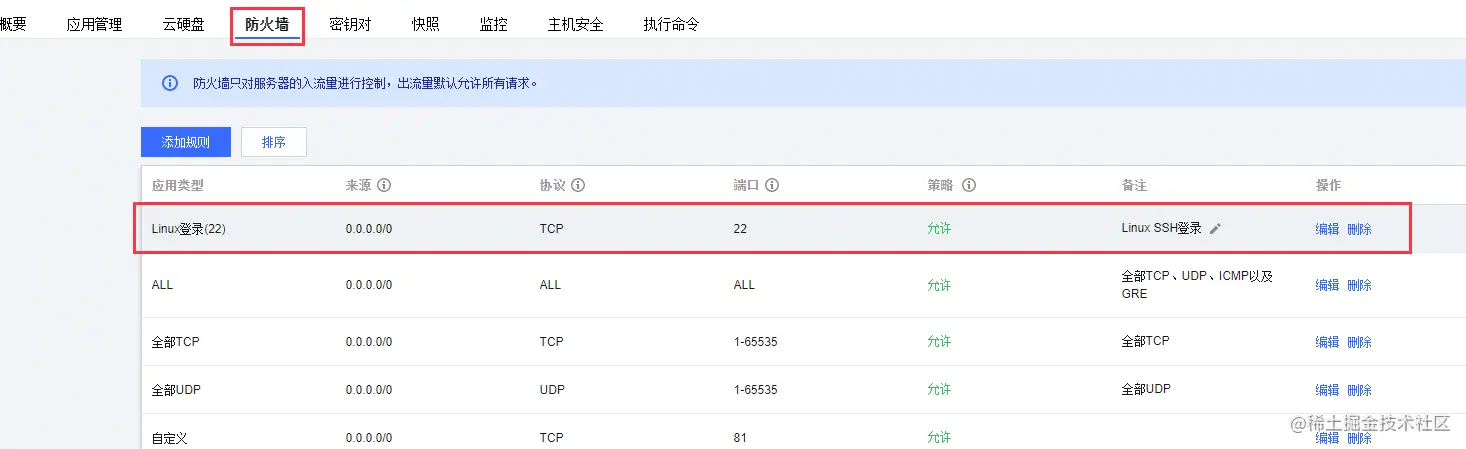 概要 应用管理 云硬盘 防火墙 密钥对 快照 监控 主机安全 执行命令
防火墙只对服务器的入流量进行控制，出流量默认允许所有请求。
添加规则 排序
应用类型 来源 协议 端口 策略 备注 操作
Linux登录(22) 0.0.0.0/0 TCP 22 允许 Linux SSH登录 编辑 删除
ALL 0.0.0.0/0 ALL ALL 允许 全部TCP、UDP、ICMP以及 编辑 删除
GRE
全部TCP 0.0.0.0/0 TCP 1-65535 允许 全部TCP 编辑 删除
全部UDP 0.0.0.0/0 UDP 1-65535 允许 全部UDP 编辑 删除
自定义 0.0.0.0/0 TCP 81 允许 编辑 删除
@稀土掘金技术社区